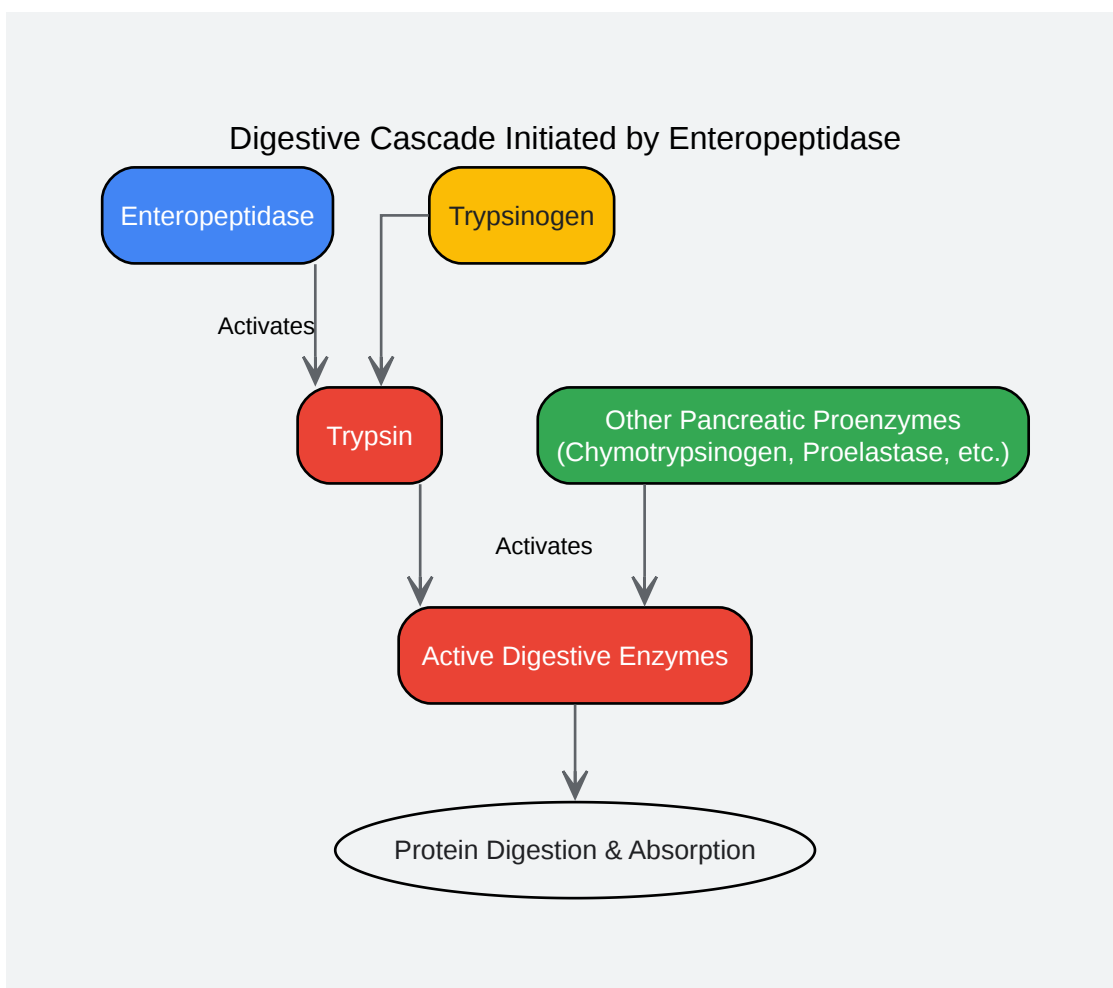 Digestive Cascade Initiated by Enteropeptidase
Enteropeptidase
Trypsinogen
Activates
Trypsin
Other Pancreatic Proenzymes
(Chymotrypsinogen, Proelastase, etc.)
Activates
Active Digestive Enzymes
Protein Digestion & Absorption